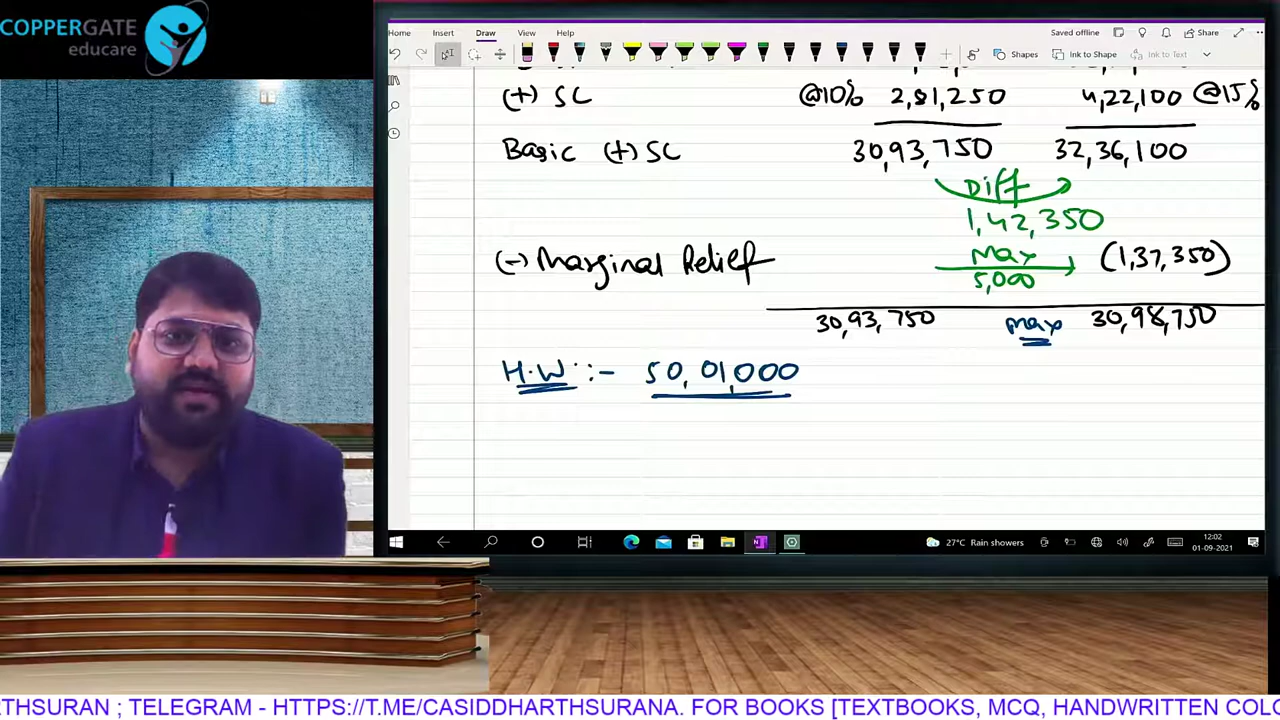 COPPERGATE
educare
Home Insert Draw View Help
Saved offline
Share
Shapes
Ink to Shape
Ink to Text
(+) SC @10% 2,81,250 4,22,100 @15%
Basic (+) SC 30,93,750 32,36,100
Diff
1,42,350
(-) Marginal Relief Max (1,37,350)
5,000
30,93,750 max 30,98,750
H.W :- 50,01,000
27°C Rain showers
12:02
01-09-2021
RTHSURAN ; TELEGRAM - HTTPS://T.ME/CASIDDHARTHSURANA. FOR BOOKS [TEXTBOOKS, MCQ, HANDWRITTEN COLO